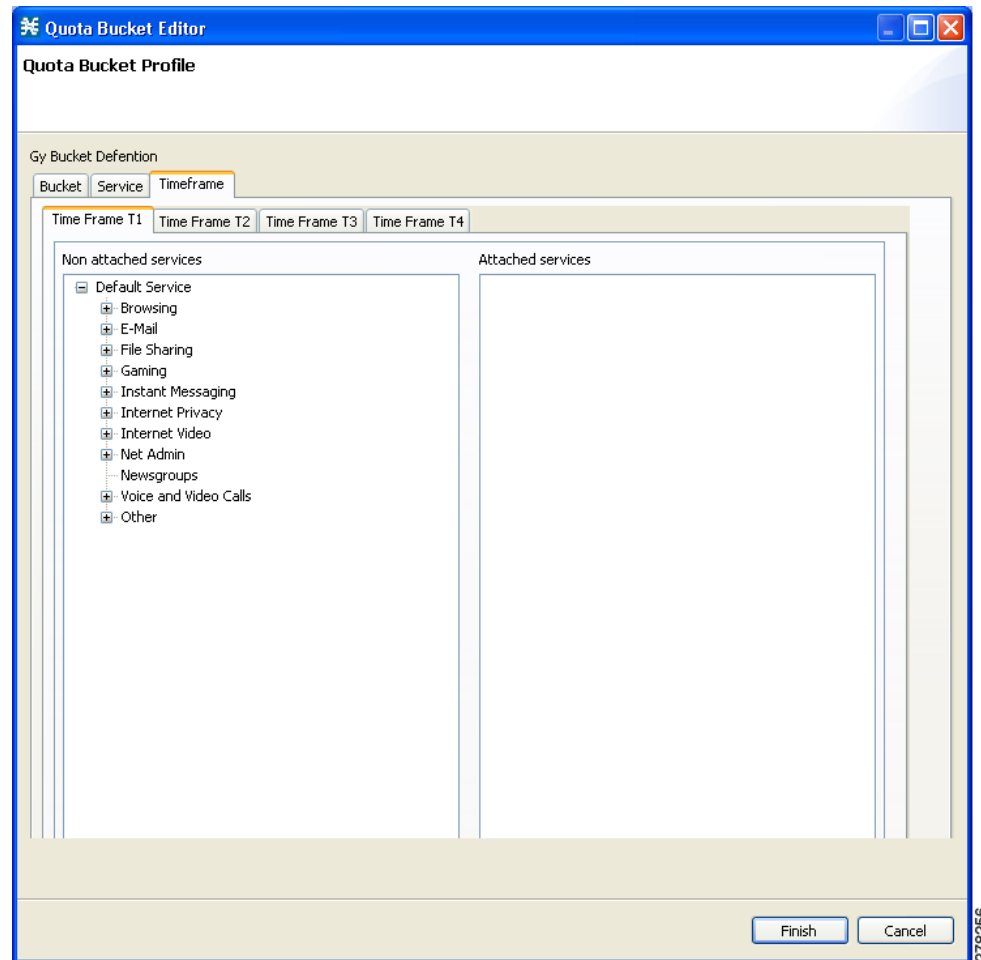 Quota Bucket Editor
Quota Bucket Profile
Gy Bucket Defention
Bucket Service Timeframe
Time Frame T1 Time Frame T2 Time Frame T3 Time Frame T4
Non attached services Attached services
Default Service
Browsing
E-Mail
File Sharing
Gaming
Instant Messaging
Internet Privacy
Internet Video
Net Admin
Newsgroups
Voice and Video Calls
Other
Finish Cancel